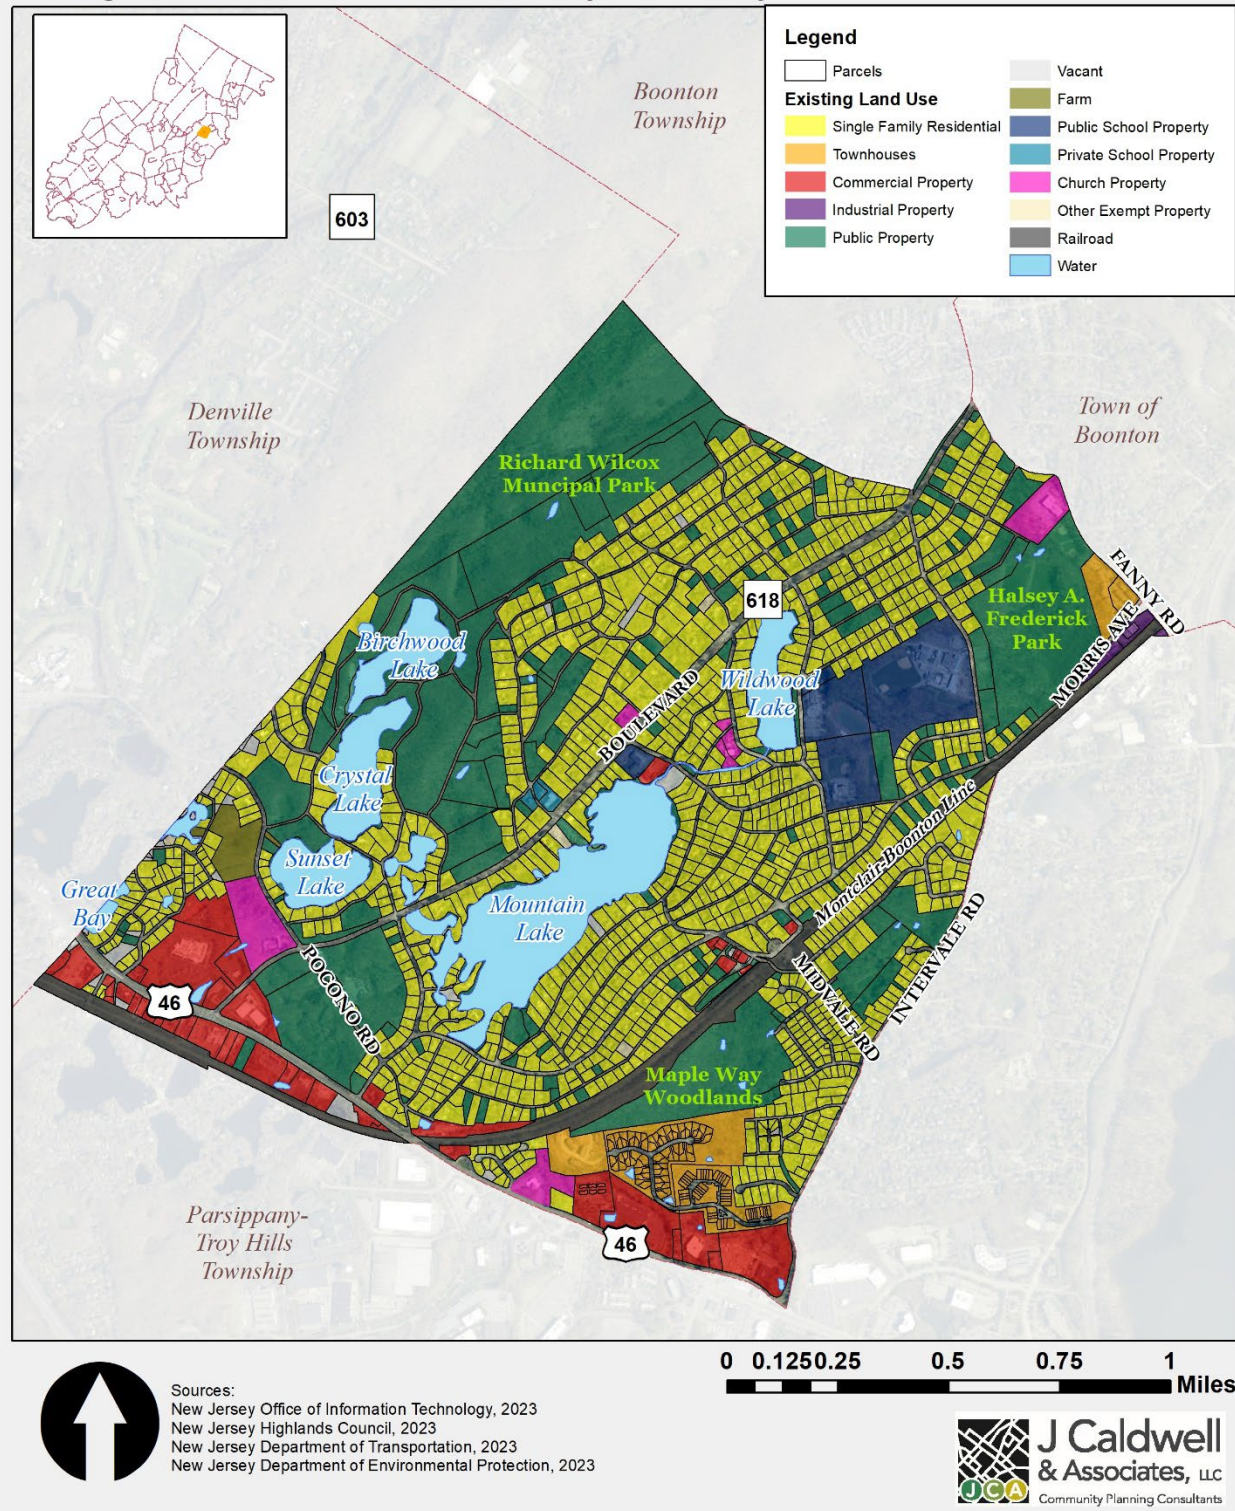 Legend
Parcels
Existing Land Use
Single Family Residential
Townhouses
Commercial Property
Industrial Property
Public Property
Vacant
Farm
Public School Property
Private School Property
Church Property
Other Exempt Property
Railroad
Water
Boonton
Township
603
Denville
Township
Town of
Boonton
Richard Wilcox
Muncipal Park
FANNY RD
Halsey A.
Frederick
Park
MORRIS AVE
618
Birchwood
Lake
Wildwood
Lake
BOULEVARD
Crystal
Lake
Montclair-Boonton Line
Sunset
Lake
Great
Bay
Mountain
Lake
INTERVALE RD
POCONO RD
MIDVALE RD
46
Maple Way
Woodlands
Parsippany-
Troy Hills
Township
46
0 0.125 0.25 0.5 0.75 1
Miles
Sources:
New Jersey Office of Information Technology, 2023
New Jersey Highlands Council, 2023
New Jersey Department of Transportation, 2023
New Jersey Department of Environmental Protection, 2023
JCA
J Caldwell
& Associates, LLC
Community Planning Consultants